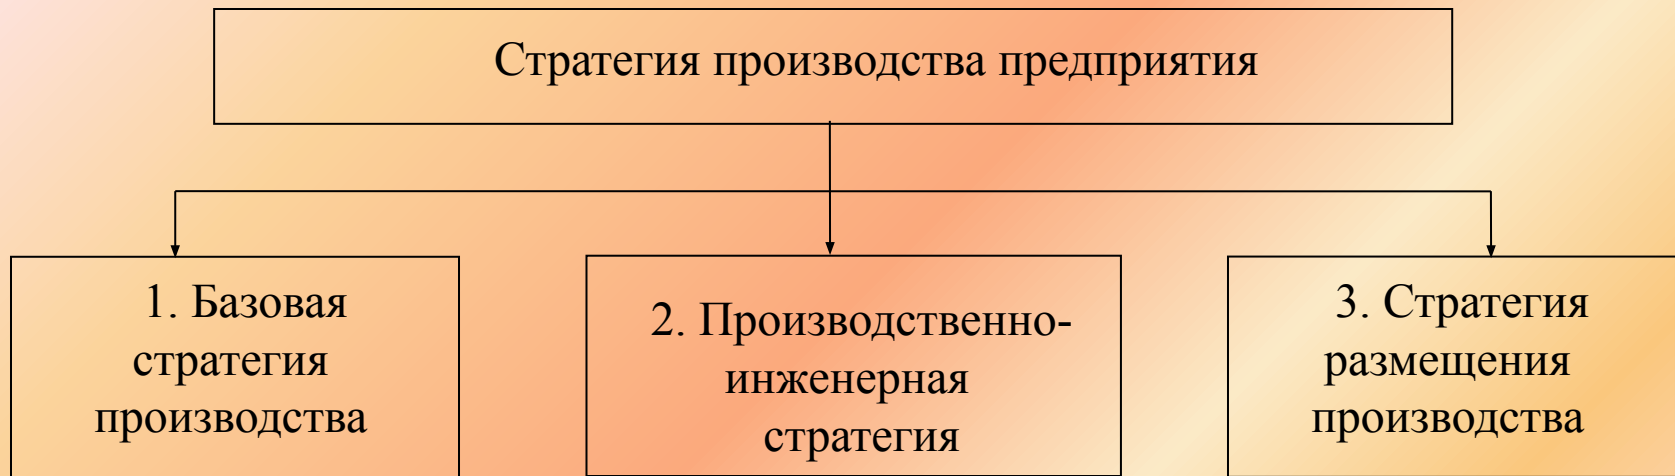 Стратегия производства предприятия
1. Базовая
стратегия
производства
2. Производственно-
инженерная
стратегия
3. Стратегия
размещения
производства